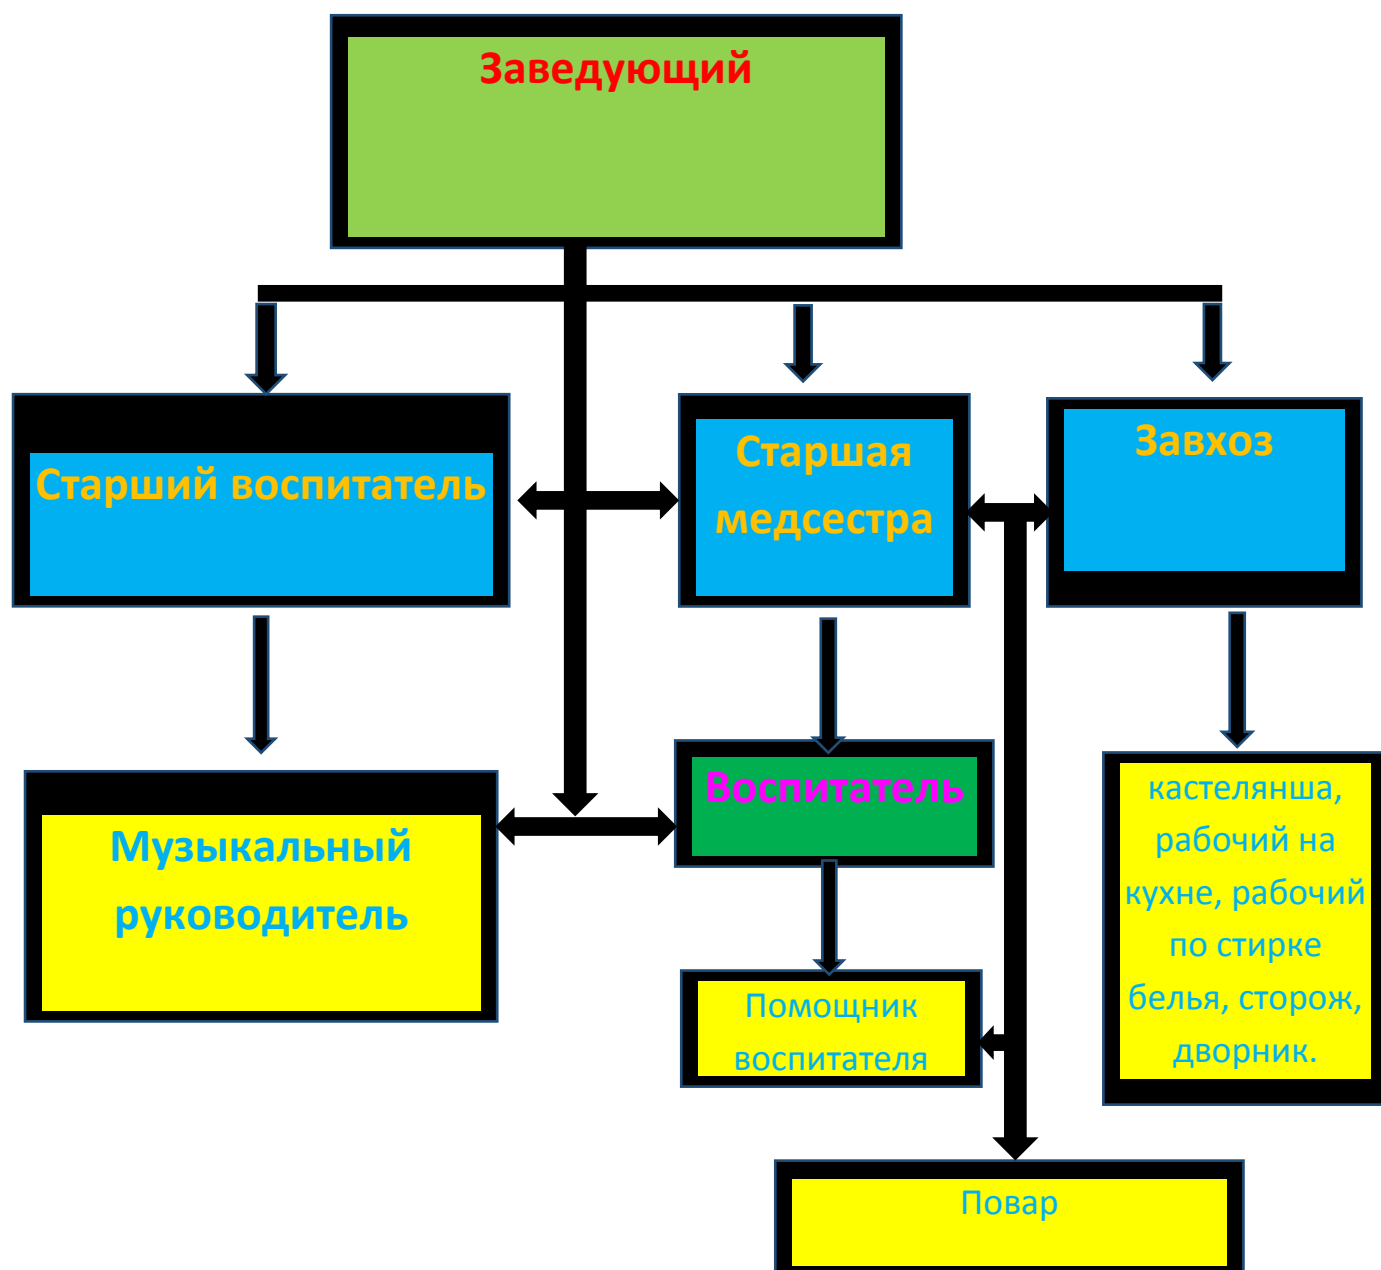 Заведующий
Старший воспитатель
Старшая
медсестра
Завхоз
Музыкальный
руководитель
Воспитатель
Помощник
воспитателя
кастелянша,
рабочий на
кухне, рабочий
по стирке
белья, сторож,
дворник.
Повар